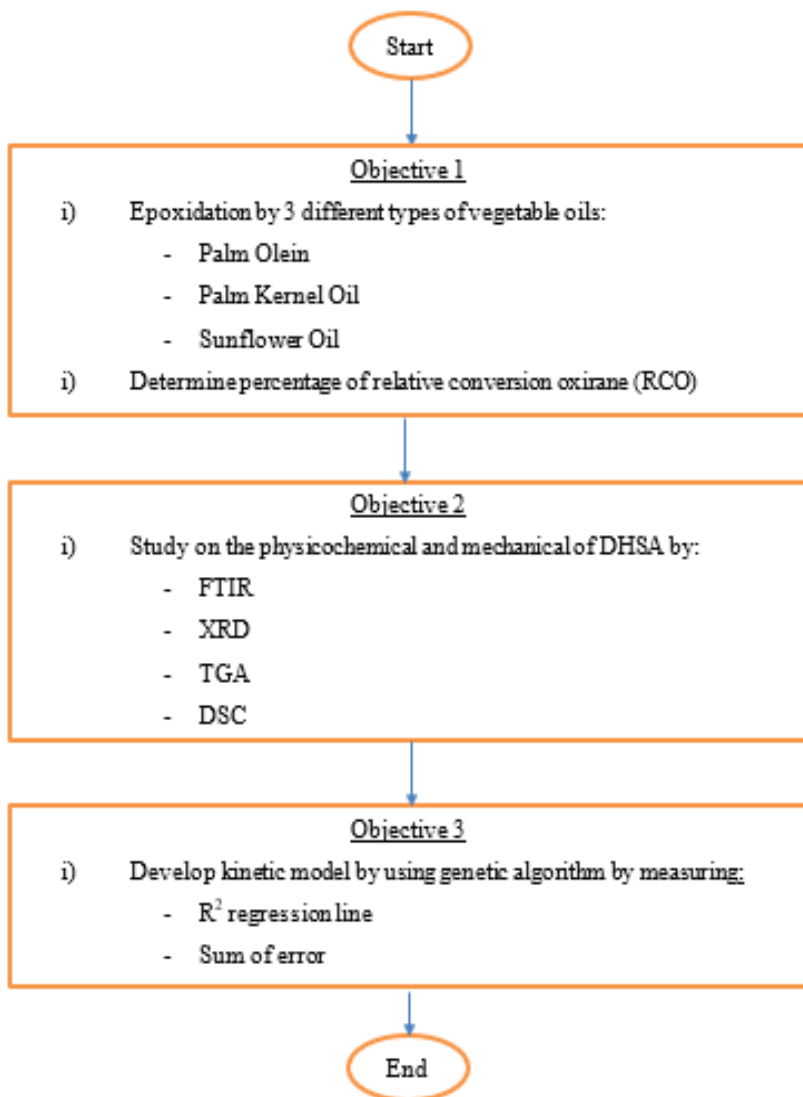 Start
Objective 1
i) Epoxidation by 3 different types of vegetable oils:
- Palm Olein
- Palm Kernel Oil
- Sunflower Oil
i) Determine percentage of relative conversion oxirane (RCO)
Objective 2
i) Study on the physicochemical and mechanical of DHSA by:
- FTIR
- XRD
- TGA
- DSC
Objective 3
i) Develop kinetic model by using genetic algorithm by measuring:
- R² regression line
- Sum of error
End